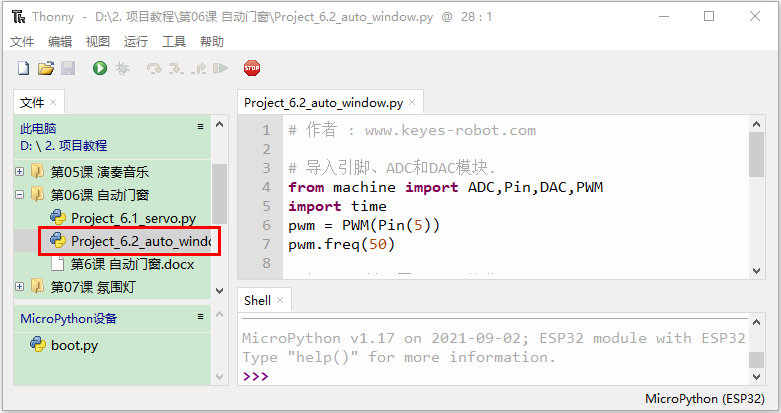 Thonny - D:\2. 项目教程\第06课 自动门窗\Project_6.2_auto_window.py @ 28 : 1
文件 编辑 视图 运行 工具 帮助
STOP
文件 ×
此电脑
D: \ 2. 项目教程
第05课 演奏音乐
第06课 自动门窗
Project_6.1_servo.py
Project_6.2_auto_windo
第6课 自动门窗.docx
第07课 氛围灯
MicroPython设备
boot.py
Project_6.2_auto_window.py ×
1 # 作者 : www.keyes-robot.com
2
3 # 导入引脚、ADC和DAC模块.
4 from machine import ADC,Pin,DAC,PWM
5 import time
6 pwm = PWM(Pin(5))
7 pwm.freq(50)
8
Shell ×
MicroPython v1.17 on 2021-09-02; ESP32 module with ESP32
Type "help()" for more information.
>>>
MicroPython (ESP32)